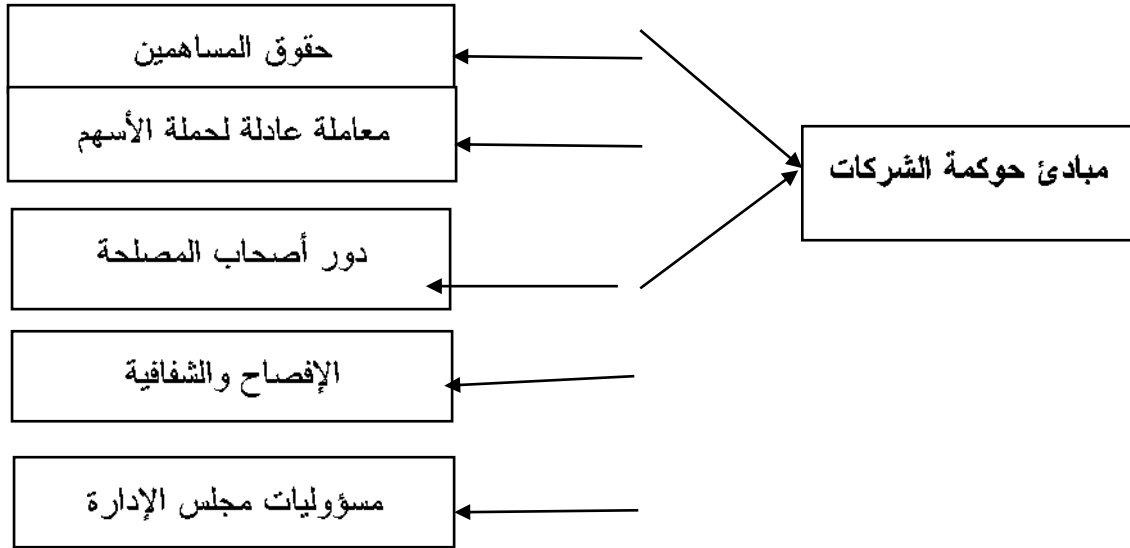 مبادئ حوكمة الشركات
حقوق المساهمين
معاملة عادلة لحملة الأسهم
دور أصحاب المصلحة
الإفصاح والشفافية
مسؤوليات مجلس الإدارة